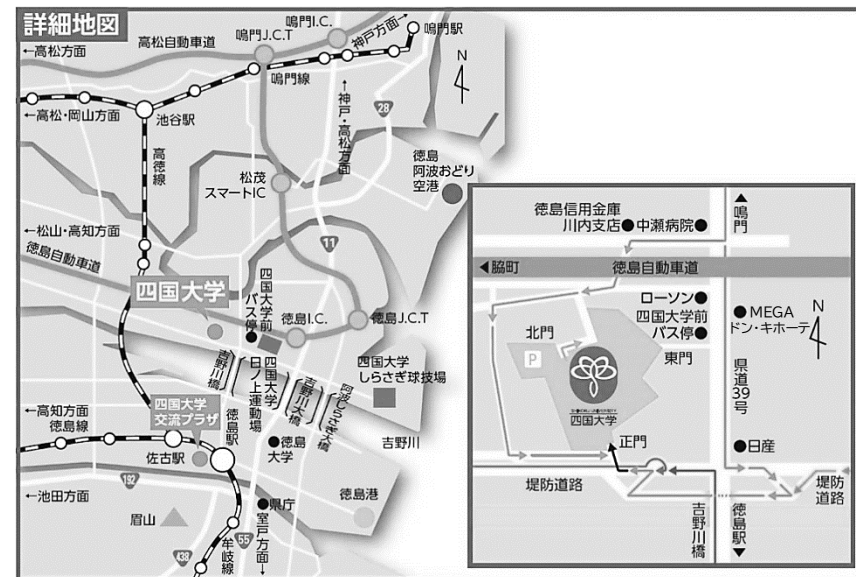 詳細地図
←高松方面
高松自動車道
鳴門J.C.T
鳴門I.C.
神戸方面→
鳴門駅
鳴門線
N
←高松・岡山方面
池谷駅
高徳線
28
←神戸・高松方面
松茂
スマートIC
徳島
阿波おどり
空港
←松山・高知方面
徳島自動車道
四国大学
四国大学前
バス停
11
徳島I.C.
徳島J.C.T
吉野川橋
四国大学
日ノ上運動場
吉野川大橋
阿波しらさぎ大橋
四国大学
しらさぎ球技場
吉野川
←高知方面
徳島線
四国大学
交流プラザ
徳島駅
佐古駅
徳島
大学
192
←池田方面
県庁
徳島港
眉山
室戸方面→
55
438
牟岐線
徳島信用金庫
川内支店
中瀬病院
▲鳴門
◀脇町
徳島自動車道
ローソン
四国大学前
バス停
MEGA
ドン・キホーテ
N
北門
P
東門
県道39号
四国大学
正門
日産
堤防道路
堤防
道路
吉野川橋
徳島駅▼